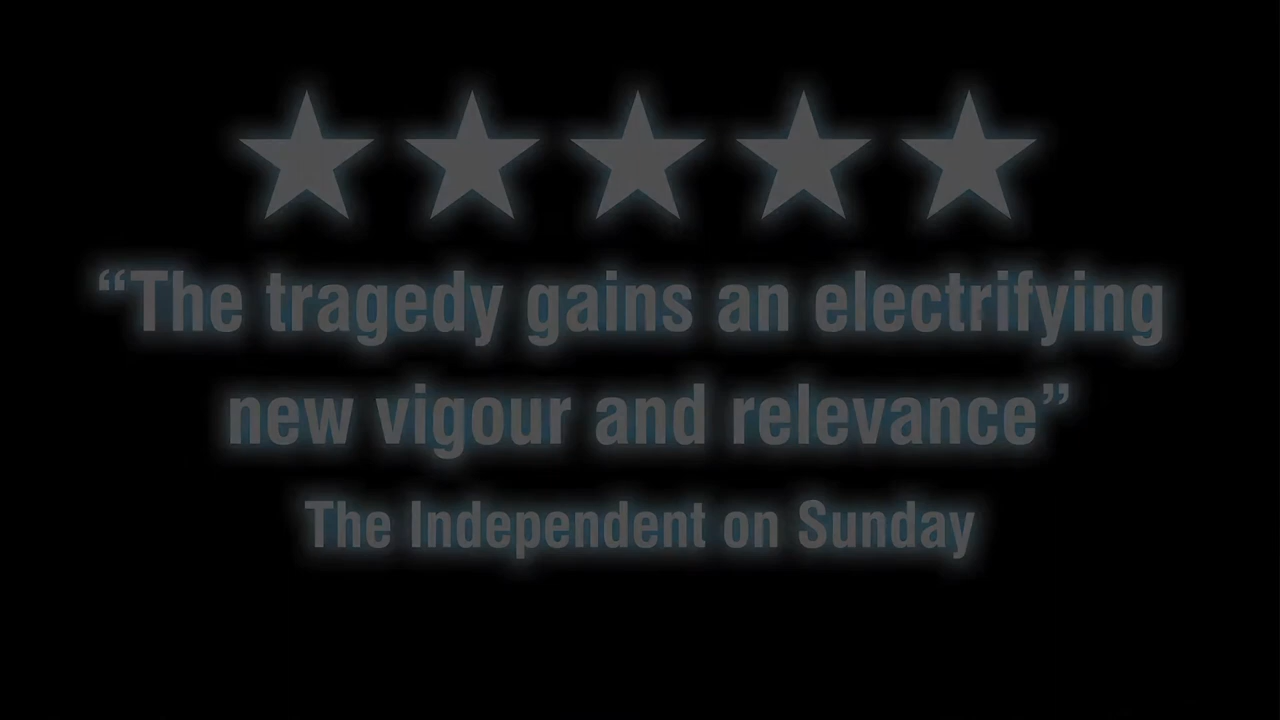 “The tragedy gains an electrifying
new vigour and relevance”
The Independent on Sunday